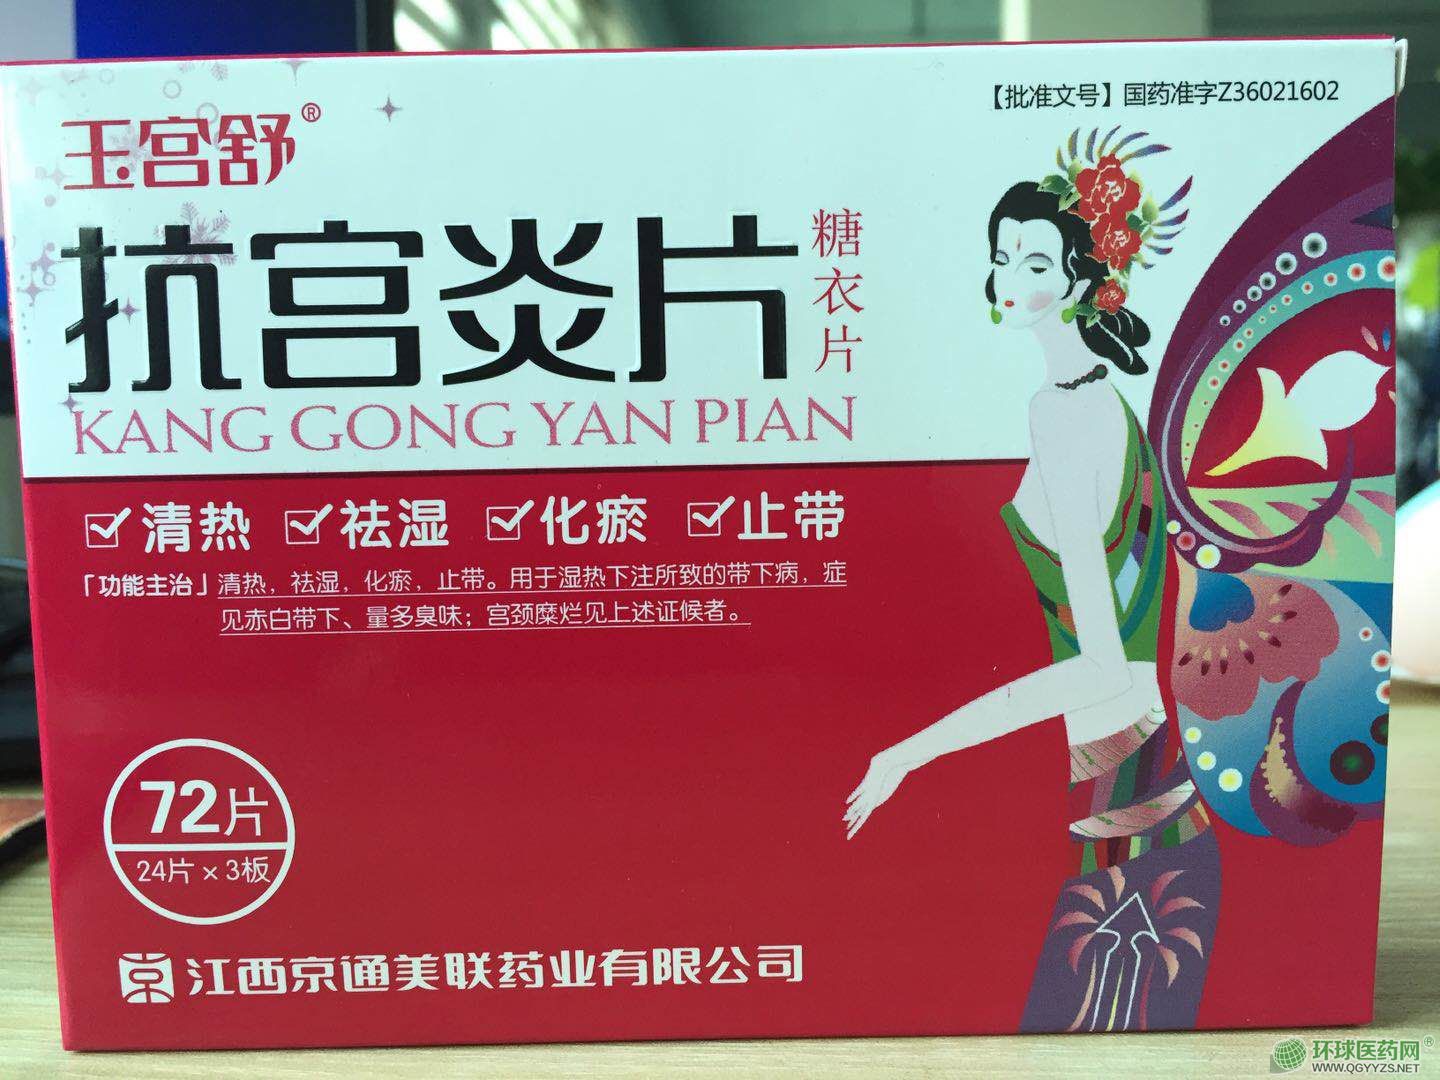 【批准文号】国药准字Z36021602
玉宫舒®
抗宫炎片
糖衣片
KANG GONG YAN PIAN
清热 祛湿 化瘀 止带
「功能主治」清热，祛湿，化瘀，止带。用于湿热下注所致的带下病，症
见赤白带下、量多臭味；宫颈糜烂见上述证候者。
72片
24片×3板
京 江西京通美联药业有限公司
环球医药网®
WWW.QGYYZS.NET